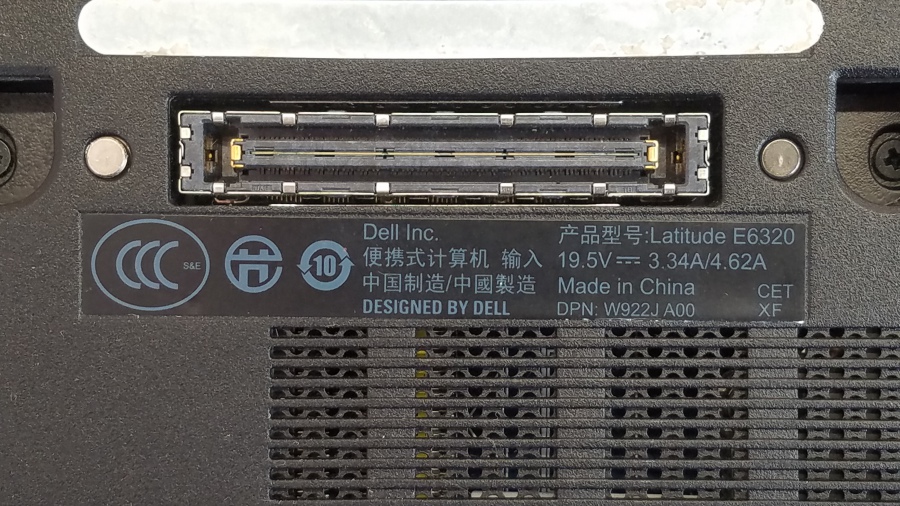 CCC S&E
10
Dell Inc.
便携式计算机 输入
中国制造/中國製造
DESIGNED BY DELL
产品型号:Latitude E6320
19.5V⎓ 3.34A/4.62A
Made in China
DPN: W922J A00
CET
XF